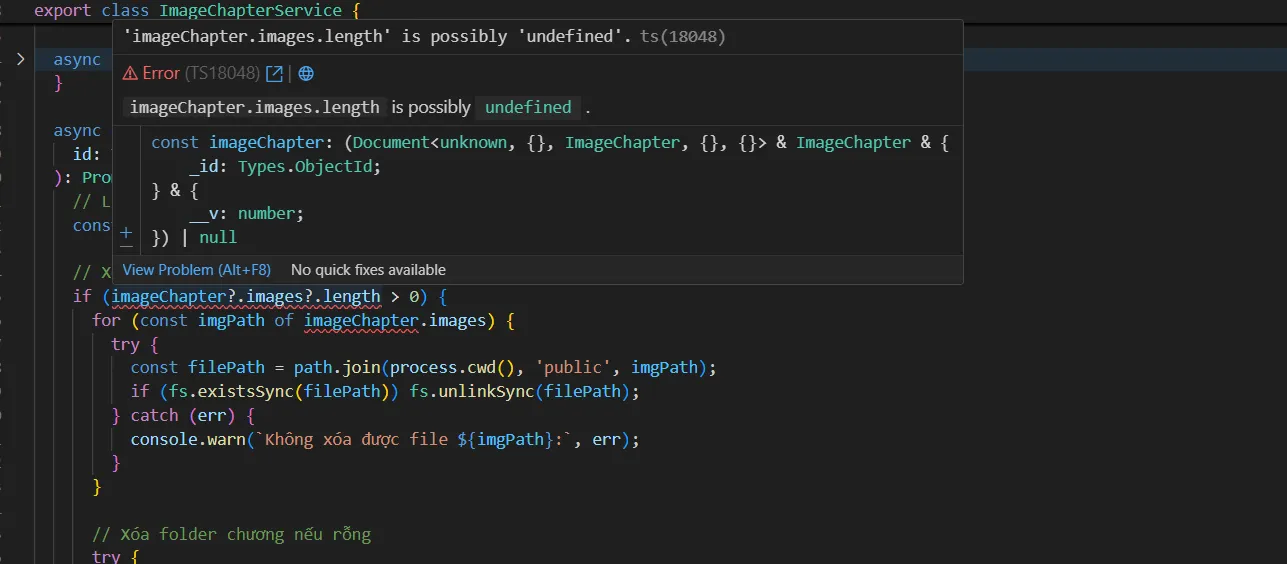 export class ImageChapterService {
'imageChapter.images.length' is possibly 'undefined'. ts(18048)
async
Error (TS18048) |
}
imageChapter.images.length is possibly undefined .
async
const imageChapter: (Document<unknown, {}, ImageChapter, {}, {}> & ImageChapter & {
id:
_id: Types.ObjectId;
): Pro
} & {
// L
__v: number;
cons
}) | null
// X
View Problem (Alt+F8) No quick fixes available
if (imageChapter?.images?.length > 0) {
for (const imgPath of imageChapter.images) {
try {
const filePath = path.join(process.cwd(), 'public', imgPath);
if (fs.existsSync(filePath)) fs.unlinkSync(filePath);
} catch (err) {
console.warn(`Không xóa được file ${imgPath}:`, err);
}
}
// Xóa folder chương nếu rỗng
try {